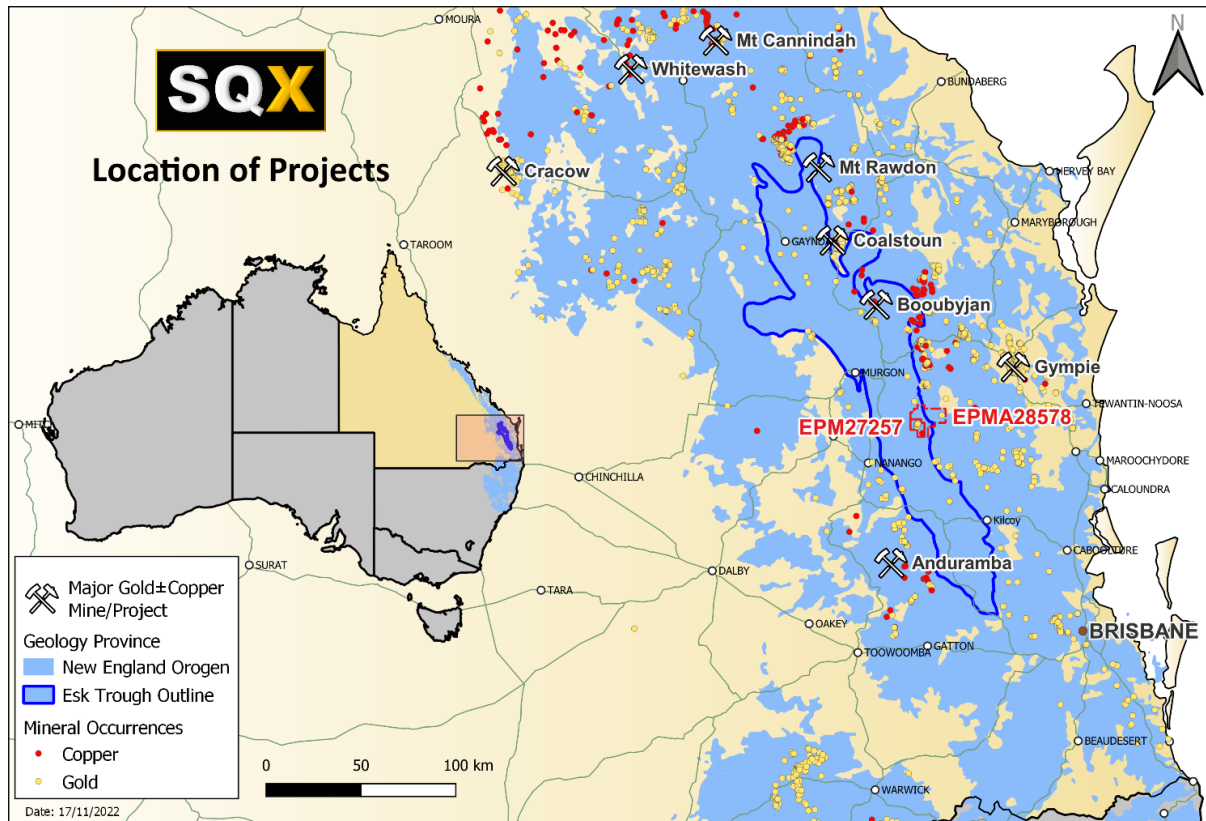 SQX
Location of Projects
N
MOURA
Mt Cannindah
Whitewash
BUNDABERG
Cracow
Mt Rawdon
HERVEY BAY
MARYBOROUGH
TAROOM
GAYNDAH
Coalstoun
Booubyjan
Gympie
MURGON
TEWANTIN-NOOSA
EPM27257
EPMA28578
NANANGO
MAROOCHYDORE
CHINCHILLA
CALOUNDRA
Kilcoy
CABOOLTURE
SURAT
Anduramba
DALBY
TARA
OAKEY
BRISBANE
TOOWOOMBA
GATTON
BEAUDESERT
WARWICK
Major Gold±Copper
Mine/Project
Geology Province
New England Orogen
Esk Trough Outline
Mineral Occurrences
Copper
Gold
0 50 100 km
Date: 17/11/2022